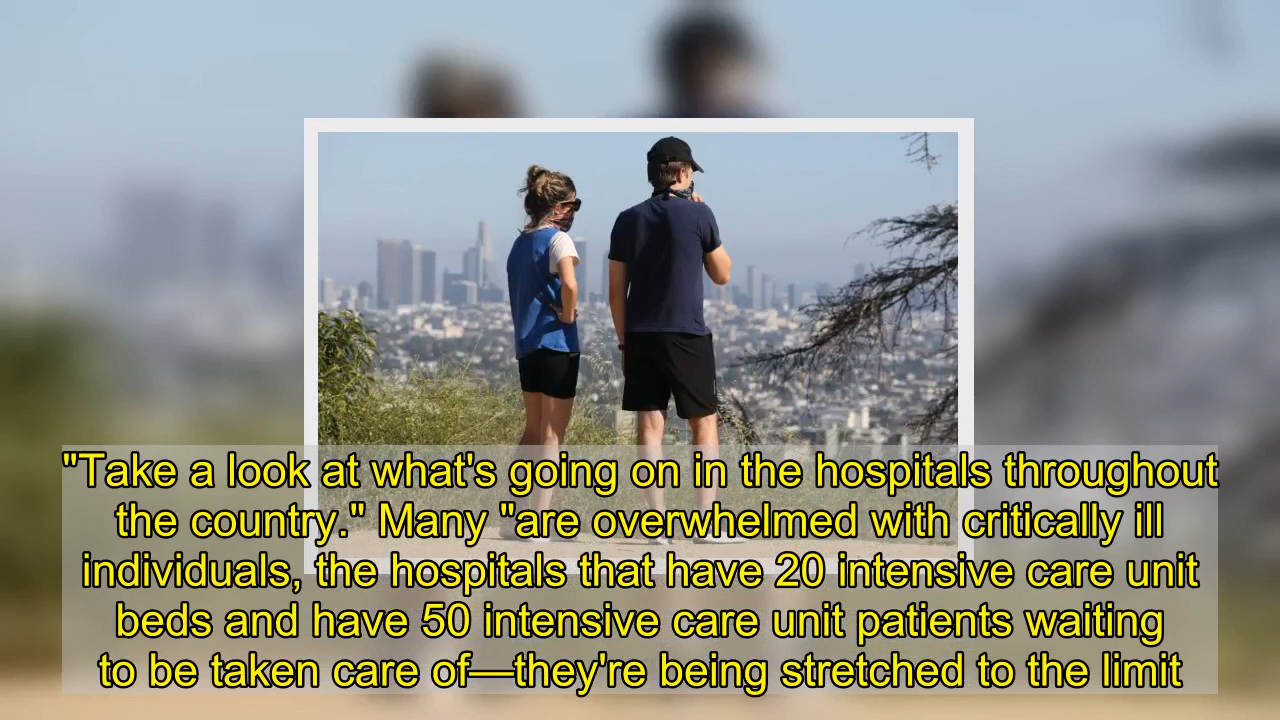 "Take a look at what's going on in the hospitals throughout
the country." Many "are overwhelmed with critically ill
individuals, the hospitals that have 20 intensive care unit
beds and have 50 intensive care unit patients waiting
to be taken care of—they're being stretched to the limit